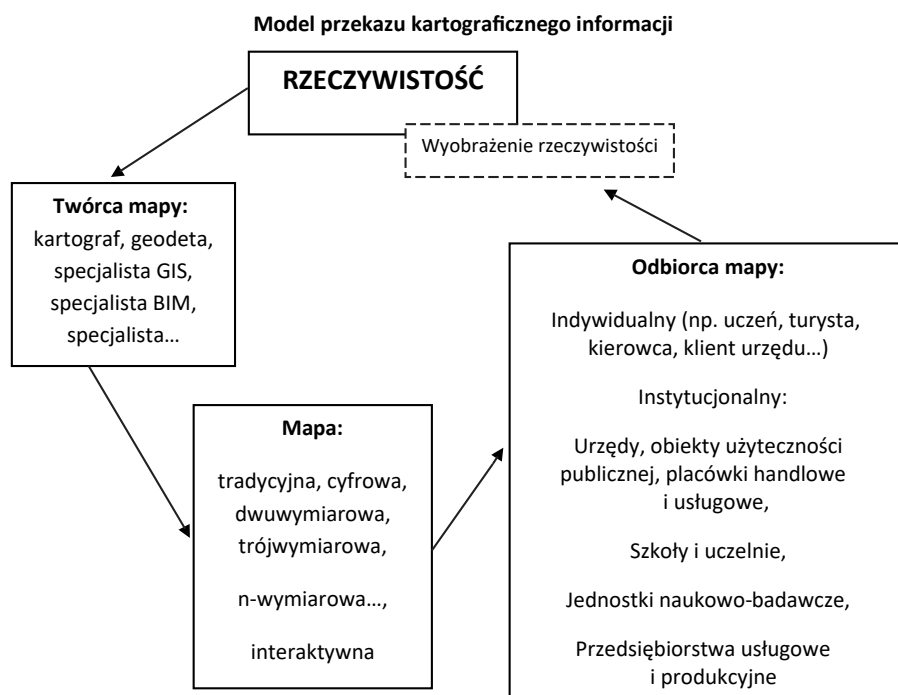 Model przekazu kartograficznego informacji
RZECZYWISTOŚĆ
Wyobrażenie rzeczywistości
Twórca mapy:
kartograf, geodeta,
specjalista GIS,
specjalista BIM,
specjalista…
Mapa:
tradycyjna, cyfrowa,
dwuwymiarowa,
trójwymiarowa,
n-wymiarowa…,
interaktywna
Odbiorca mapy:
Indywidualny (np. uczeń, turysta,
kierowca, klient urzędu…)
Instytucjonalny:
Urzędy, obiekty użyteczności
publicznej, placówki handlowe
i usługowe,
Szkoły i uczelnie,
Jednostki naukowo-badawcze,
Przedsiębiorstwa usługowe
i produkcyjne